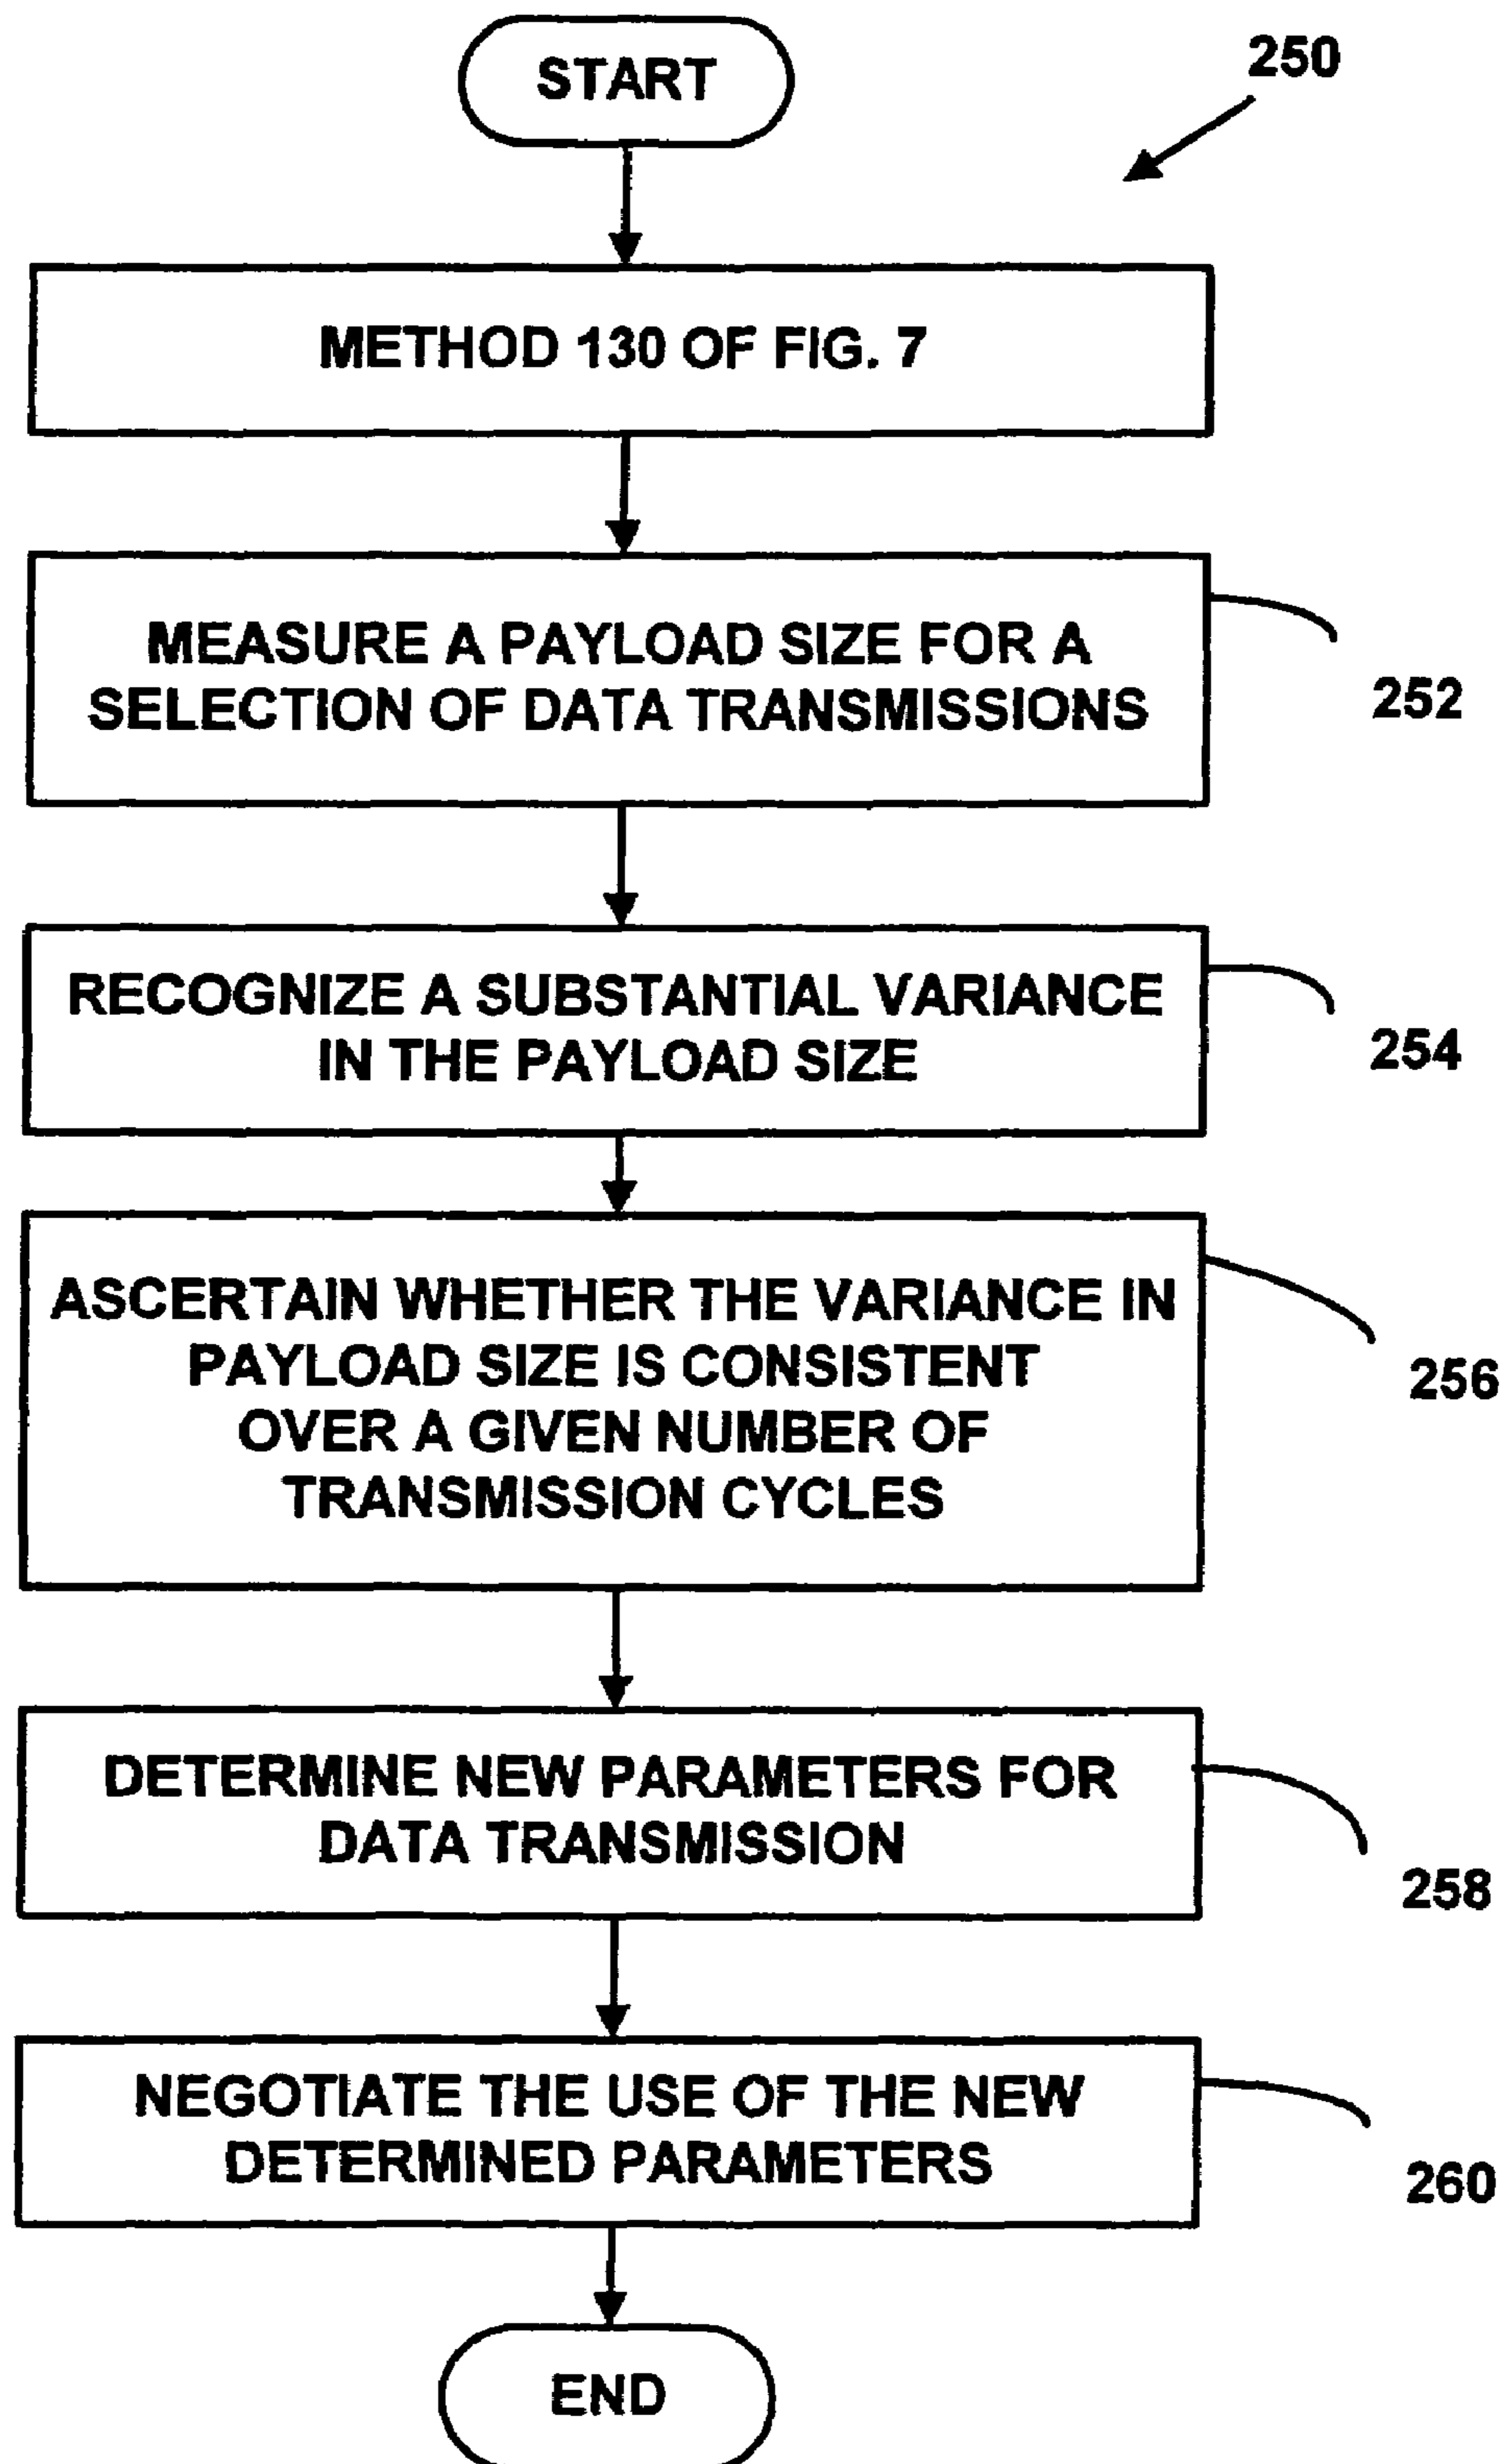 START
250
METHOD 130 OF FIG. 7
MEASURE A PAYLOAD SIZE FOR A
SELECTION OF DATA TRANSMISSIONS
252
RECOGNIZE A SUBSTANTIAL VARIANCE
IN THE PAYLOAD SIZE
254
ASCERTAIN WHETHER THE VARIANCE IN
PAYLOAD SIZE IS CONSISTENT
OVER A GIVEN NUMBER OF
TRANSMISSION CYCLES
256
DETERMINE NEW PARAMETERS FOR
DATA TRANSMISSION
258
NEGOTIATE THE USE OF THE NEW
DETERMINED PARAMETERS
260
END